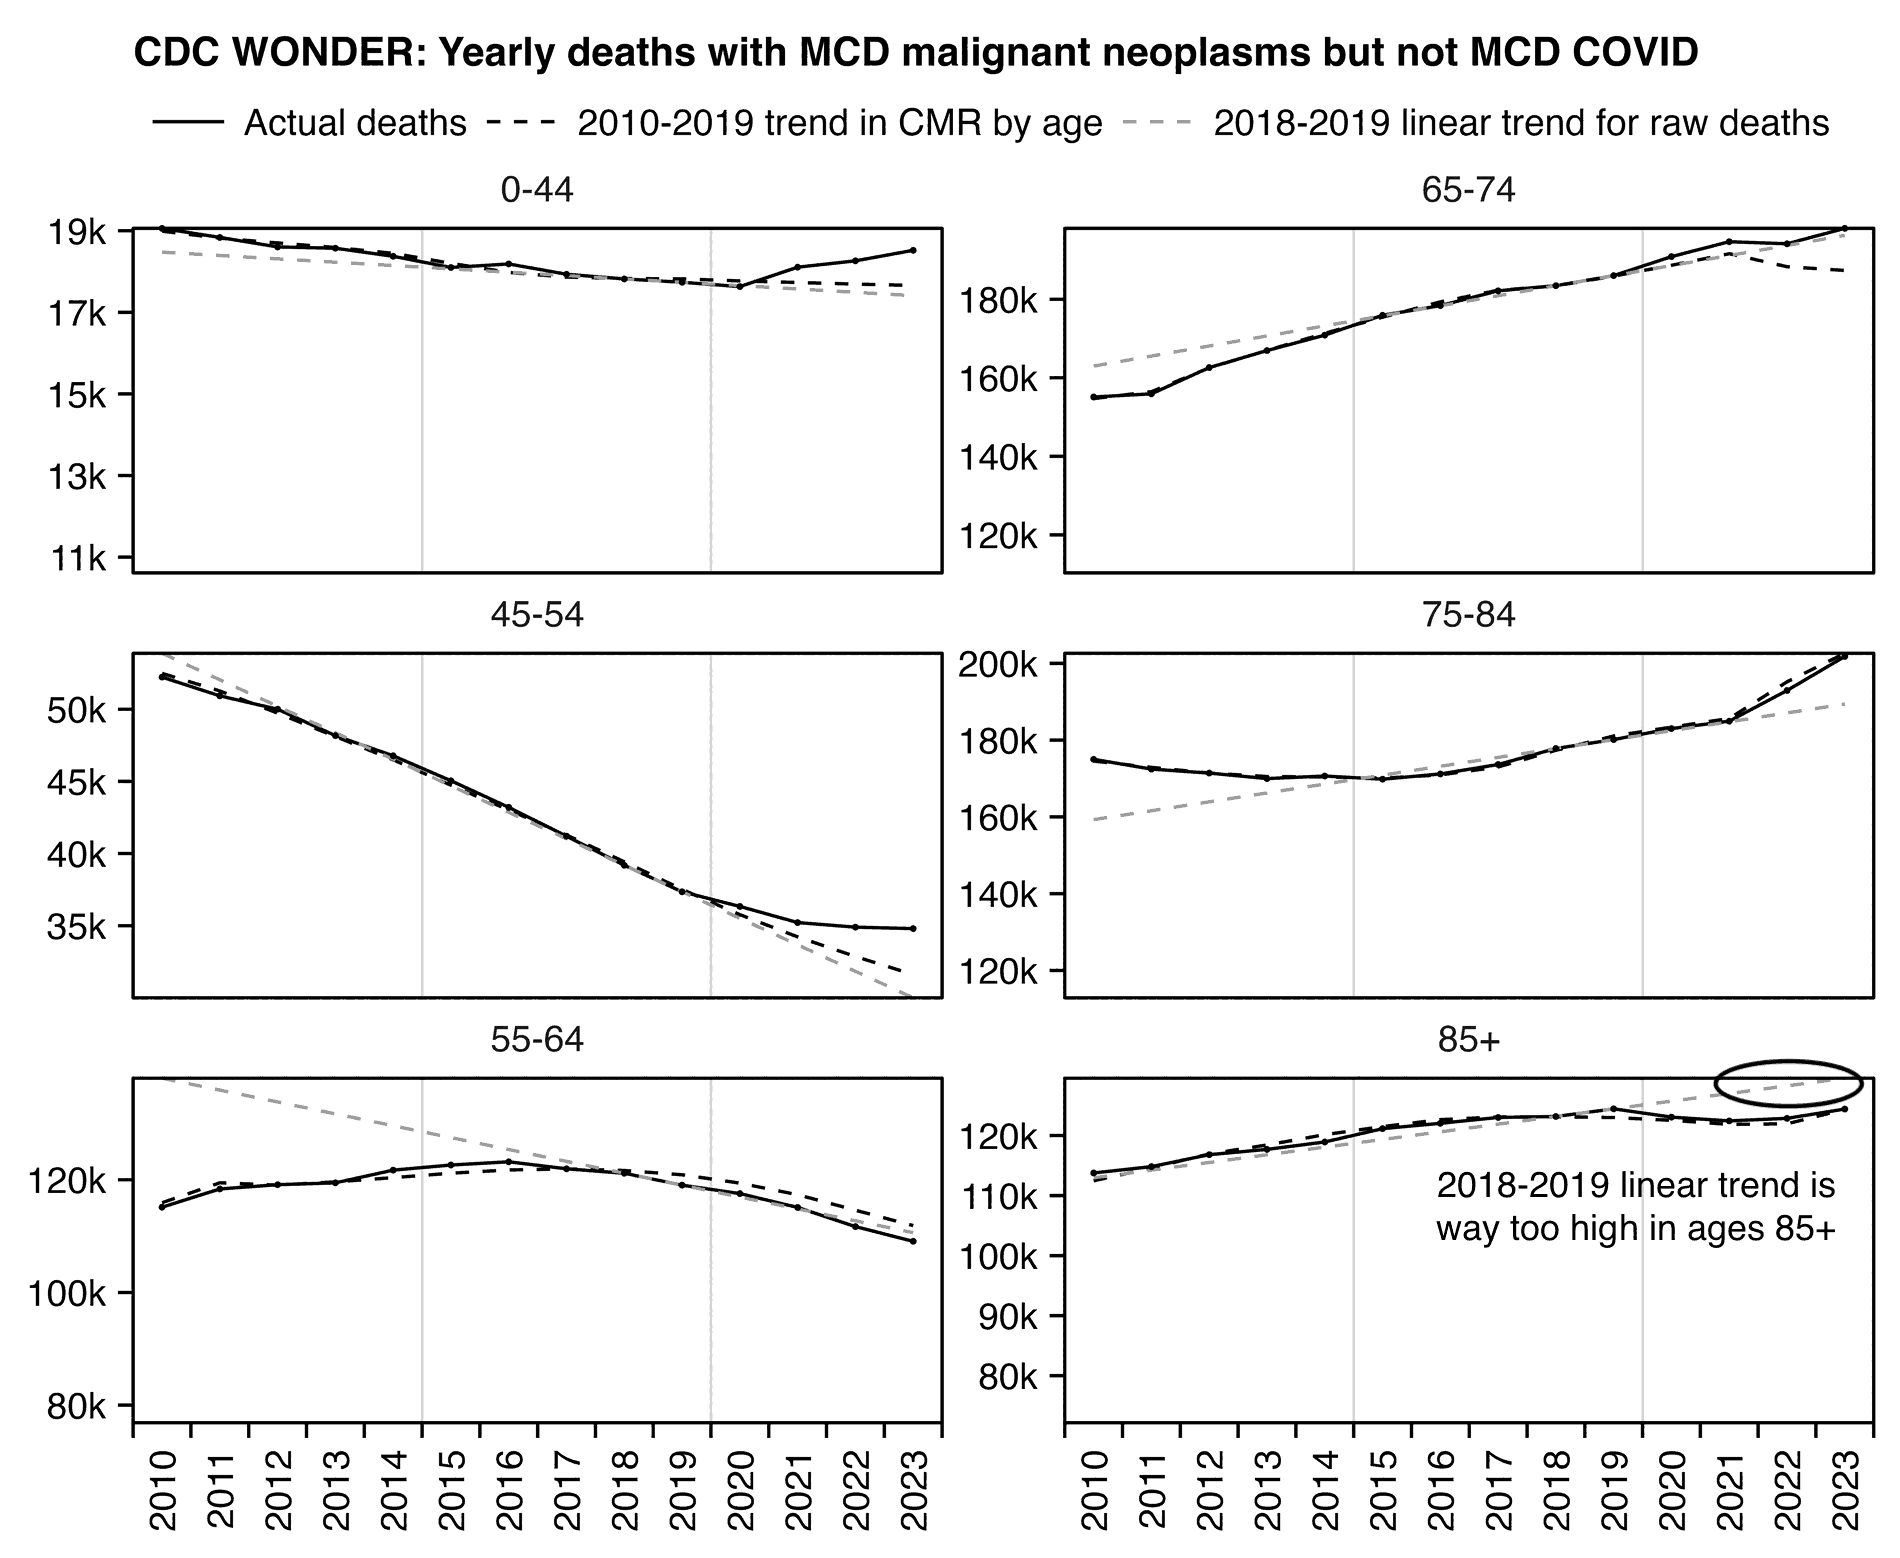 CDC WONDER: Yearly deaths with MCD malignant neoplasms but not MCD COVID
Actual deaths
2010-2019 trend in CMR by age
2018-2019 linear trend for raw deaths
0-44
19k
17k
15k
13k
11k
65-74
180k
160k
140k
120k
45-54
50k
45k
40k
35k
75-84
200k
180k
160k
140k
120k
55-64
120k
100k
80k
2010
2011
2012
2013
2014
2015
2016
2017
2018
2019
2020
2021
2022
2023
85+
120k
110k
100k
90k
80k
2018-2019 linear trend is
way too high in ages 85+
2010
2011
2012
2013
2014
2015
2016
2017
2018
2019
2020
2021
2022
2023